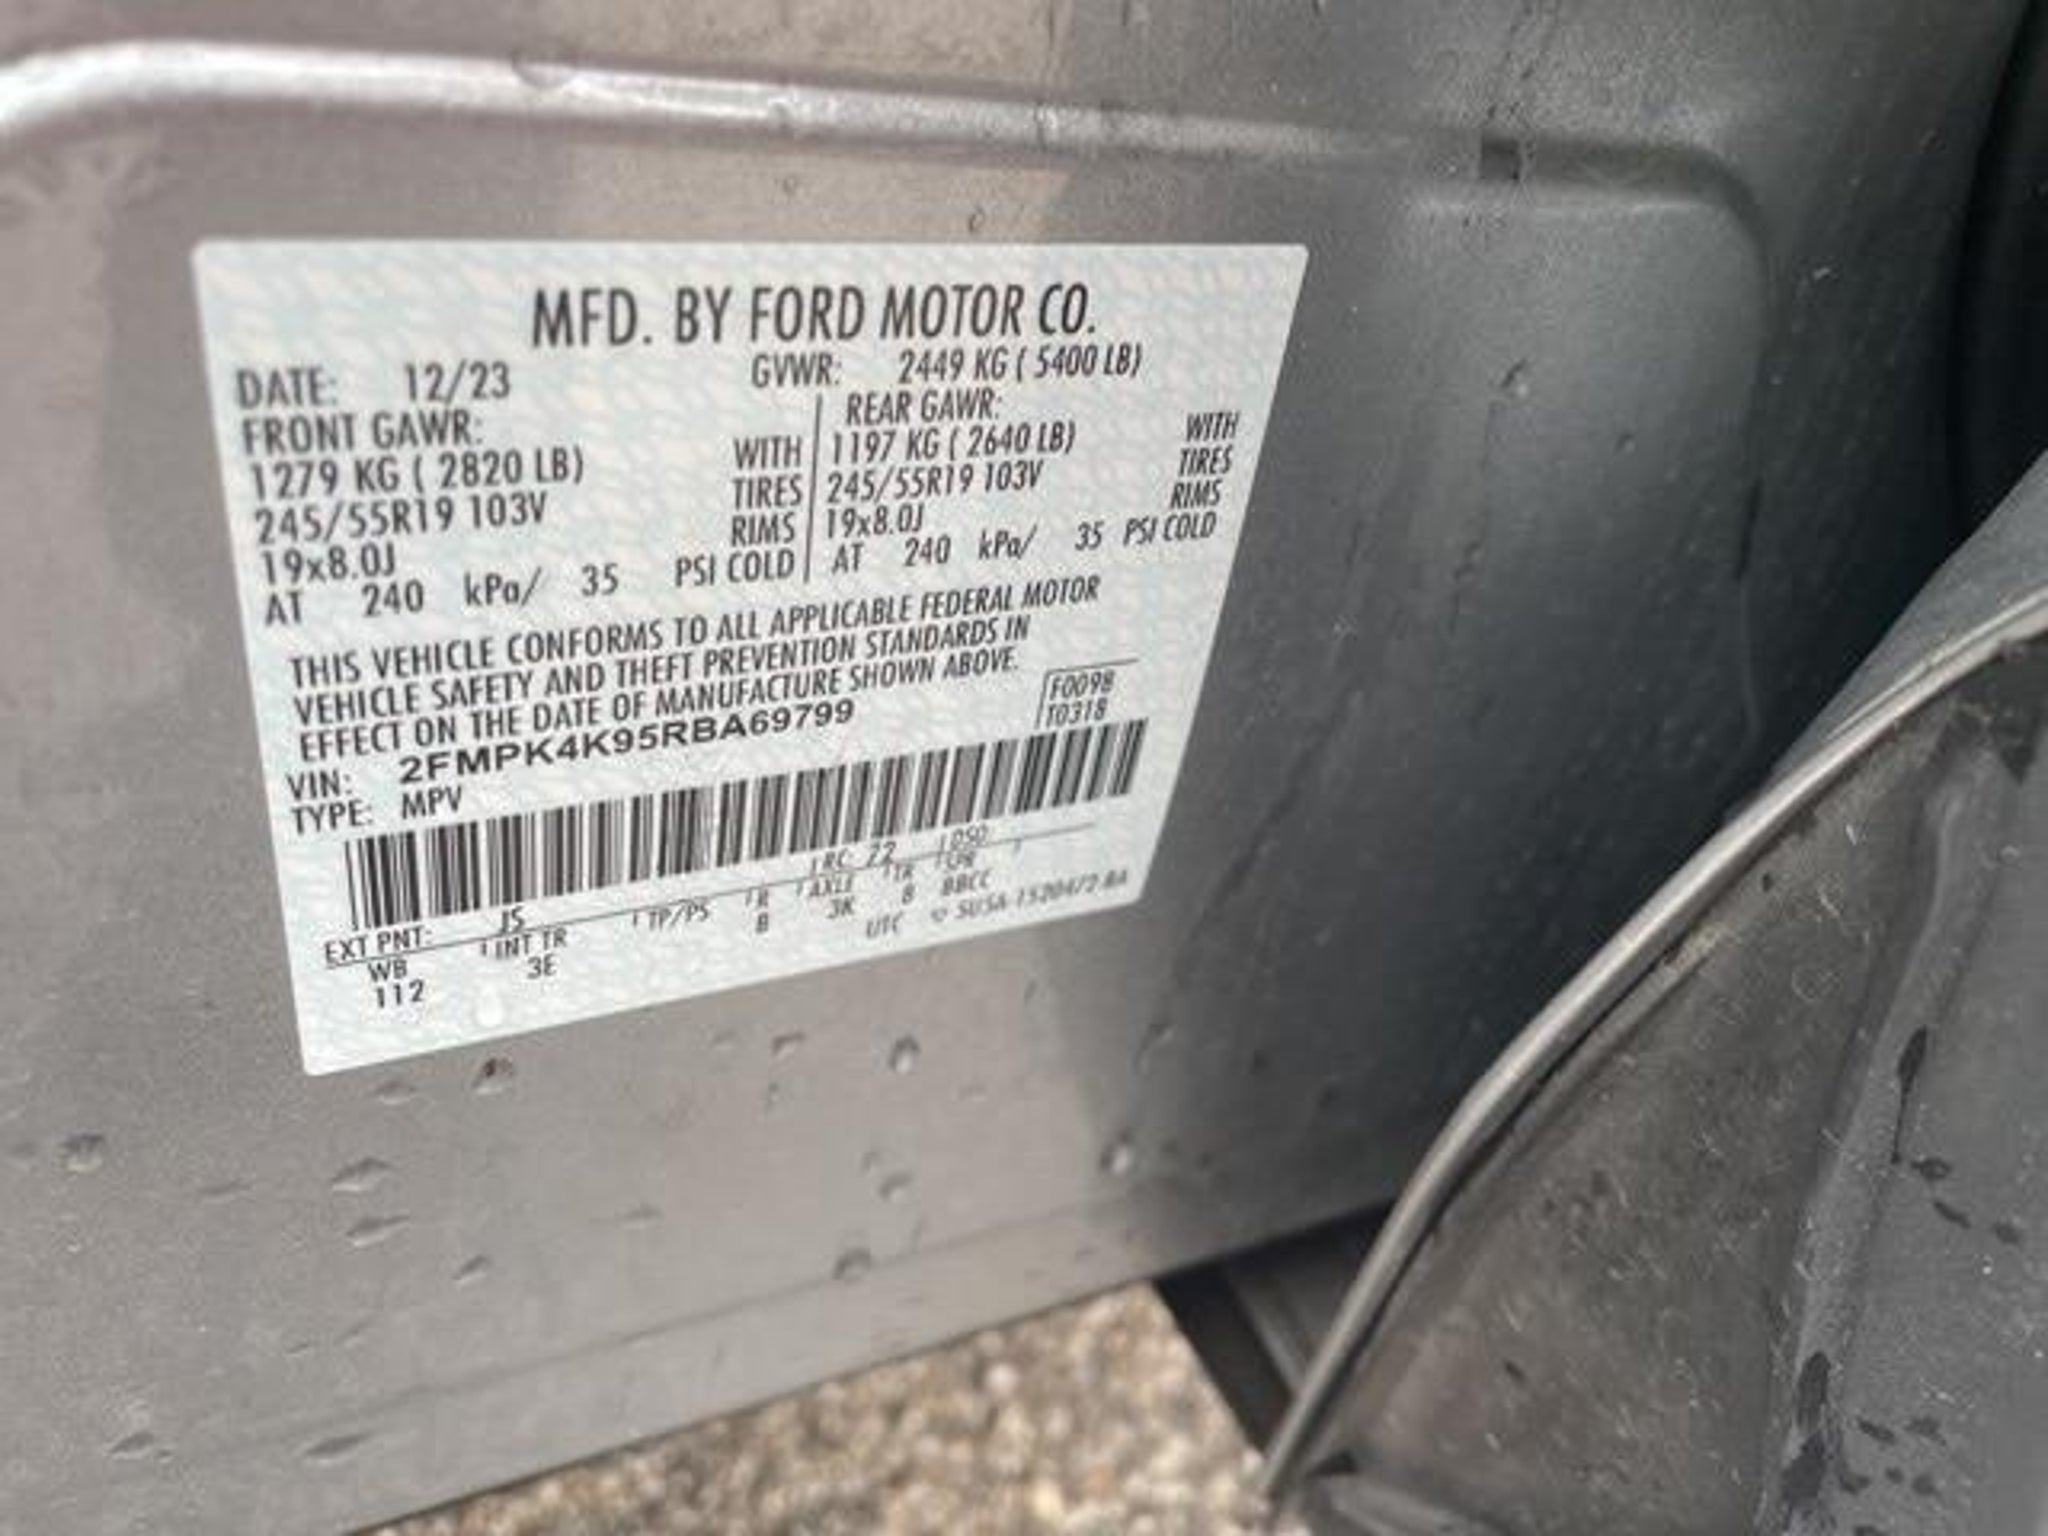 MFD. BY FORD MOTOR CO.
DATE: 12/23 GVWR: 2449 KG ( 5400 LB)
FRONT GAWR: REAR GAWR:
1279 KG ( 2820 LB) WITH 1197 KG ( 2640 LB) WITH
245/55R19 103V TIRES 245/55R19 103V TIRES
19x8.0J RIMS 19x8.0J RIMS
AT 240 kPa/ 35 PSI COLD AT 240 kPa/ 35 PSI COLD
THIS VEHICLE CONFORMS TO ALL APPLICABLE FEDERAL MOTOR
VEHICLE SAFETY AND THEFT PREVENTION STANDARDS IN
EFFECT ON THE DATE OF MANUFACTURE SHOWN ABOVE.
VIN: 2FMPK4K95RBA69799
F0098
T0318
TYPE: MPV
EXT PNT: JS RC 72 DSO
WB INT TR TP/PS R AXLE TR SPR
112 3E B 3K 8 BBCC
UTC